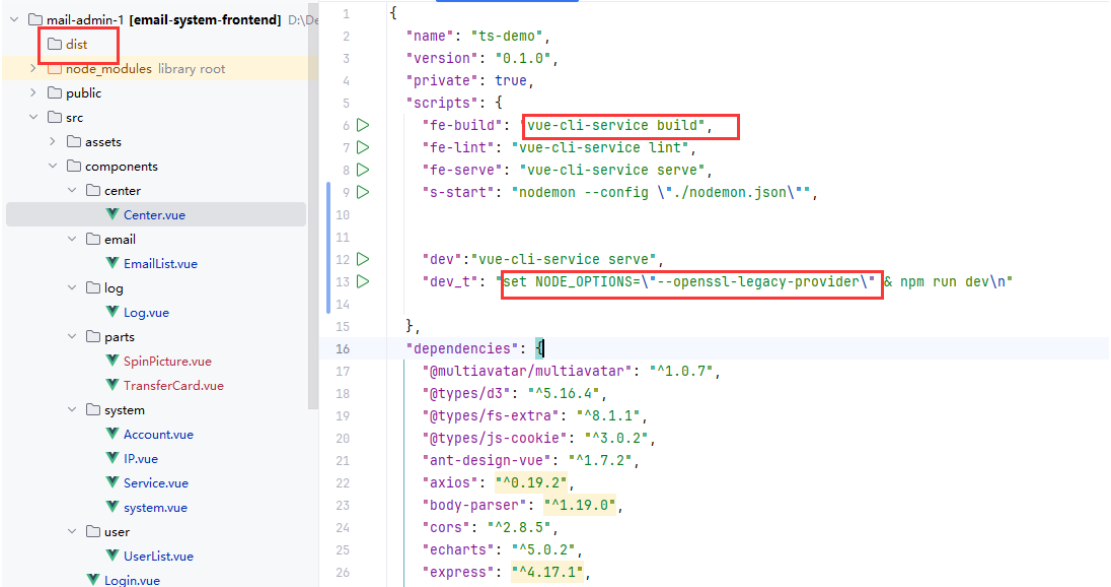 mail-admin-1 [email-system-frontend] D:\De
dist
node_modules library root
public
src
assets
components
center
Center.vue
email
EmailList.vue
log
Log.vue
parts
SpinPicture.vue
TransferCard.vue
system
Account.vue
IP.vue
Service.vue
system.vue
user
UserList.vue
Login.vue
1 {
2 "name": "ts-demo",
3 "version": "0.1.0",
4 "private": true,
5 "scripts": {
6 "fe-build": "vue-cli-service build",
7 "fe-lint": "vue-cli-service lint",
8 "fe-serve": "vue-cli-service serve",
9 "s-start": "nodemon --config \"./nodemon.json\"",
10
11
12 "dev":"vue-cli-service serve",
13 "dev_t": "set NODE_OPTIONS=\"--openssl-legacy-provider\" & npm run dev\n"
14
15 },
16 "dependencies": {
17 "@multiavatar/multiavatar": "^1.0.7",
18 "@types/d3": "^5.16.4",
19 "@types/fs-extra": "^8.1.1",
20 "@types/js-cookie": "^3.0.2",
21 "ant-design-vue": "^1.7.2",
22 "axios": "^0.19.2",
23 "body-parser": "^1.19.0",
24 "cors": "^2.8.5",
25 "echarts": "^5.0.2",
26 "express": "^4.17.1",